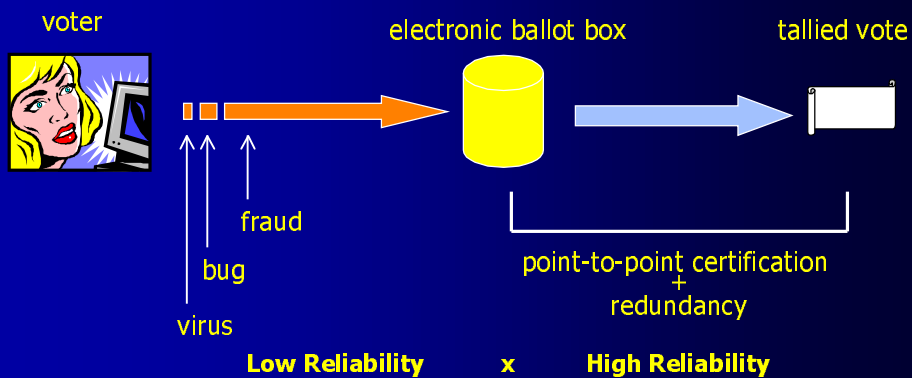 voter
electronic ballot box
tallied vote
fraud
bug
virus
point-to-point certification
+
redundancy
Low Reliability x High Reliability